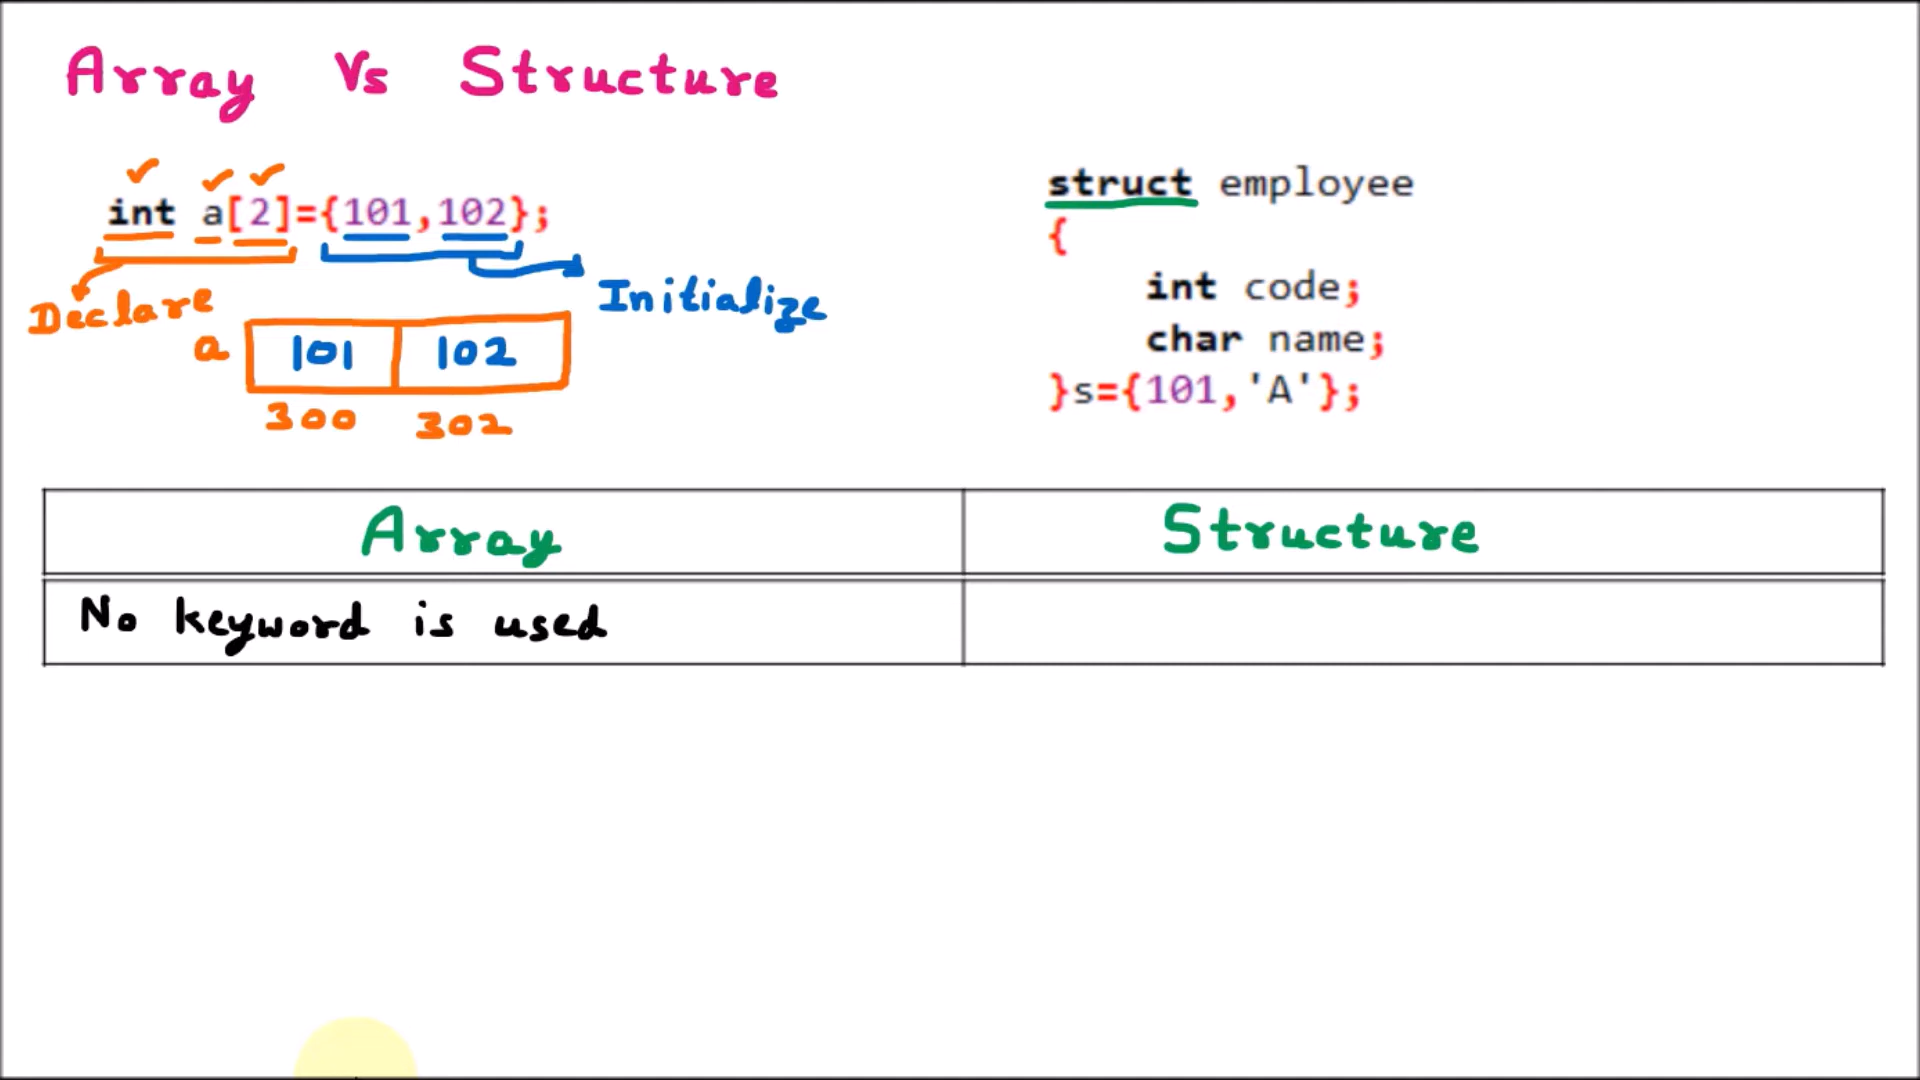 Array Vs Structure
int a[2]={101,102};
Declare
Initialize
a 101 102
300 302
struct employee
{
int code;
char name;
}s={101,'A'};
Array Structure
No keyword is used